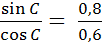 sin C / cos C = 0,8 / 0,6